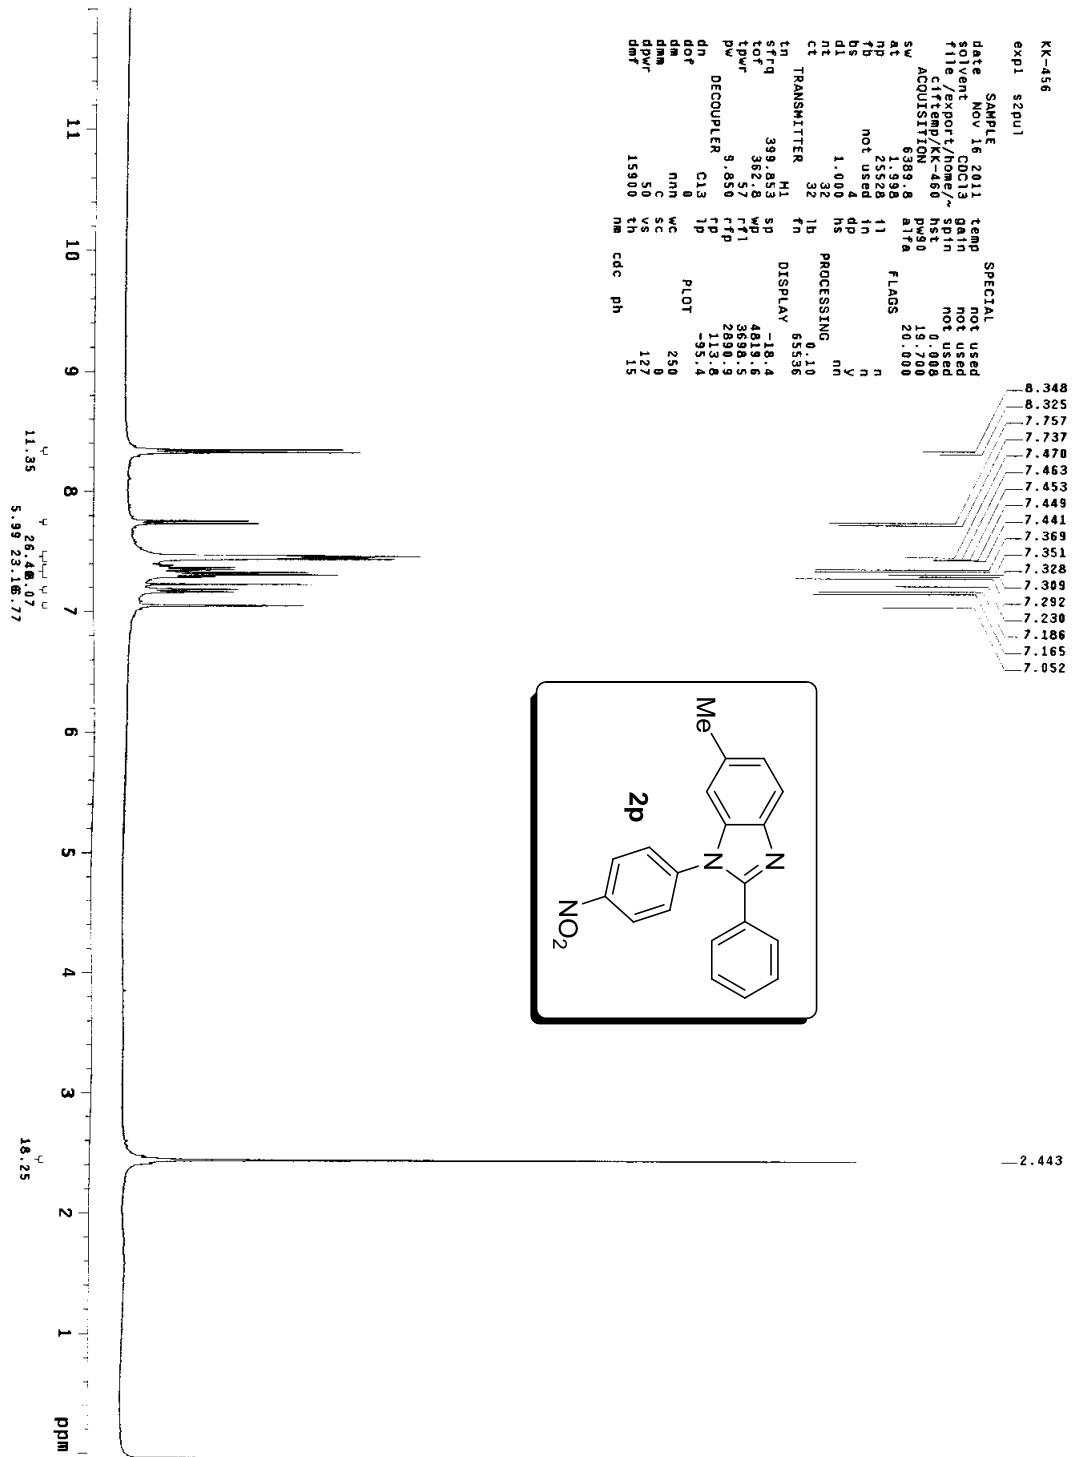 KK-456
exp1 s2pul
SAMPLE
date Nov 16 2011
solvent CDCl3
file /export/home/~
ciftemp/KK-460
ACQUISITION
sw 6389.8
at 1.998
np 25528
fb not used
bs 4
d1 1.000
nt 32
ct 32
TRANSMITTER
tn H1
sfrq 399.853
tof 362.8
tpwr 57
pw 9.850
DECOUPLER
dn C13
dof 0
dm nnn
dmm c
dpwr 50
dmf 15900
SPECIAL
temp not used
gain not used
spin not used
hst 0.008
pw90 19.700
alfa 20.000
FLAGS
il n
in n
dp y
hs nn
PROCESSING
lb 0.10
fn 65536
DISPLAY
sp -18.4
wp 4819.6
rfl 3698.5
rfp 2890.9
rp 113.8
lp -95.4
PLOT
wc 250
sc 0
vs 127
th 15
nm cdc ph
8.348
8.325
7.757
7.737
7.470
7.463
7.453
7.449
7.441
7.369
7.351
7.328
7.309
7.292
7.230
7.186
7.165
7.052
2.443
Me
N
N
NO2
2p
11 10 9 8 7 6 5 4 3 2 1 ppm
11.35
5.99
23.16
18.25